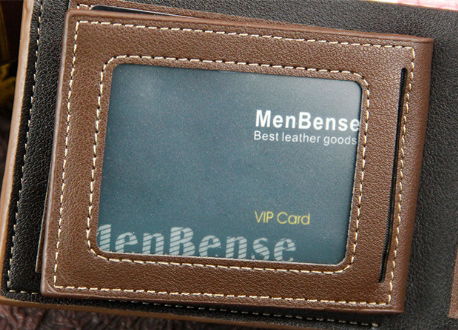 MenBense
Best leather goods
VIP Card
MenBense